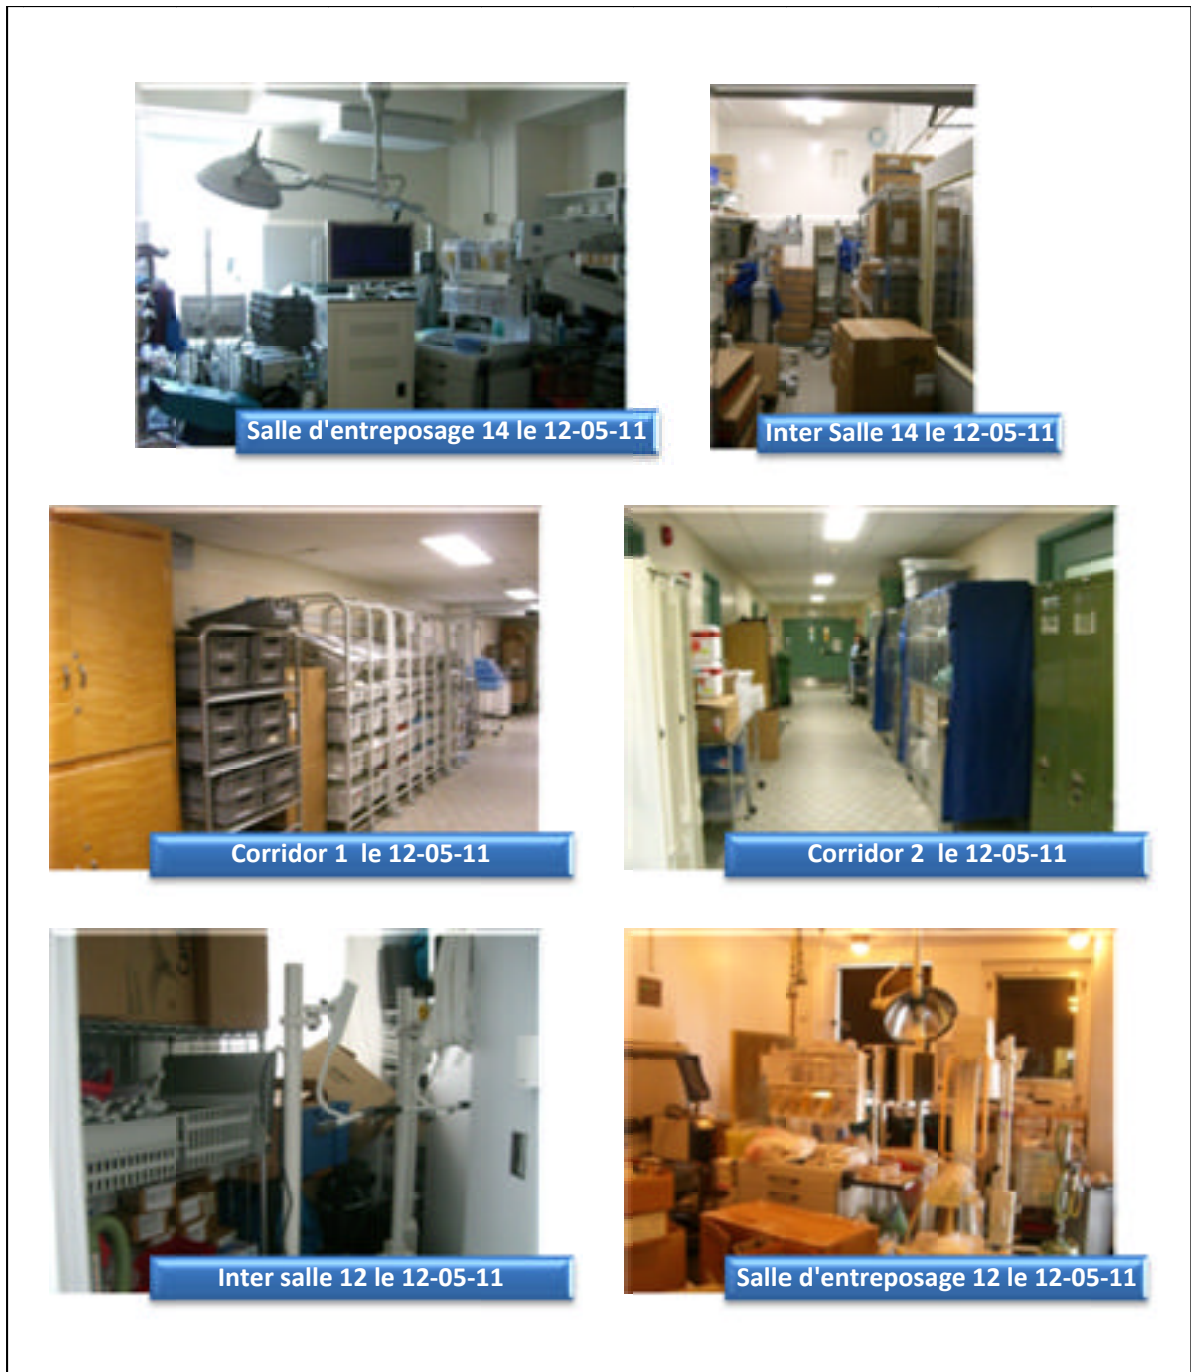 Salle d'entreposage 14 le 12-05-11
Inter Salle 14 le 12-05-11
Corridor 1  le 12-05-11
Corridor 2  le 12-05-11
Inter salle 12 le 12-05-11
Salle d'entreposage 12 le 12-05-11